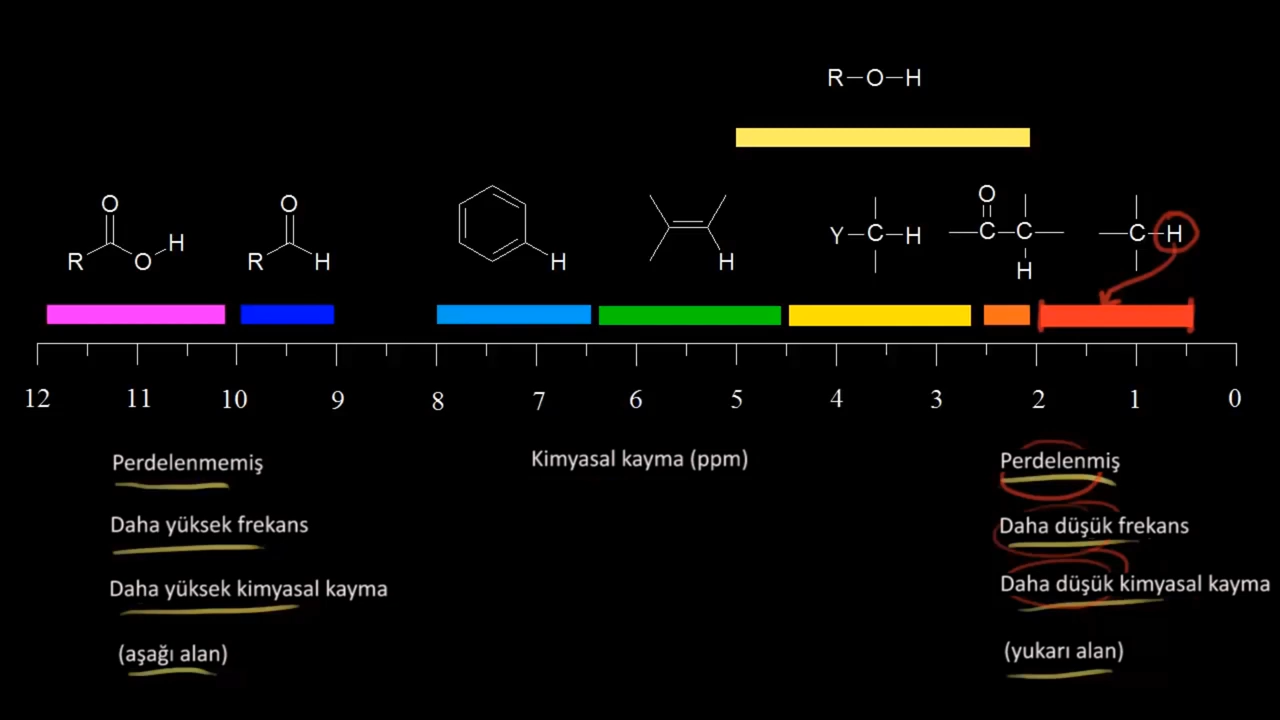 R—O—H
O
R
O
H
O
R
H
H
H
Y—C—H
O
C—C
H
C—H
12 11 10 9 8 7 6 5 4 3 2 1 0
Kimyasal kayma (ppm)
Perdelenmemiş
Daha yüksek frekans
Daha yüksek kimyasal kayma
(aşağı alan)
Perdelenmiş
Daha düşük frekans
Daha düşük kimyasal kayma
(yukarı alan)